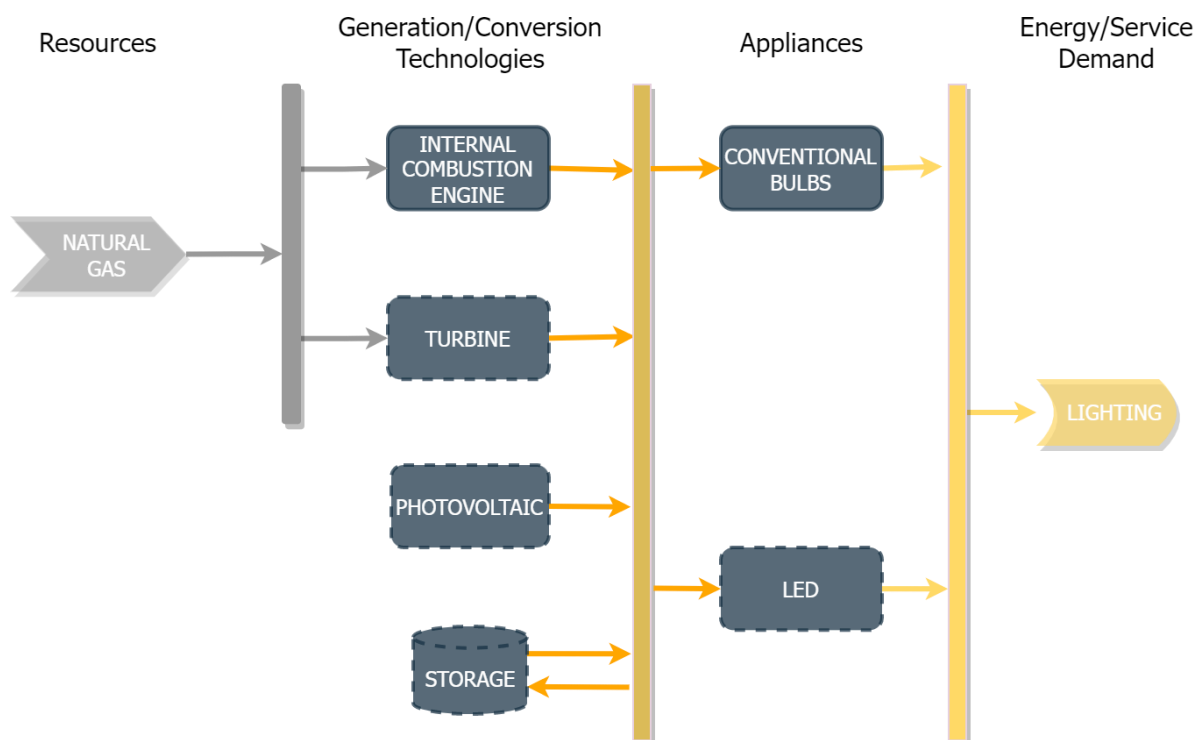 Resources
Generation/Conversion
Technologies
Appliances
Energy/Service
Demand
INTERNAL
COMBUSTION
ENGINE
CONVENTIONAL
BULBS
NATURAL
GAS
TURBINE
LIGHTING
PHOTOVOLTAIC
LED
STORAGE